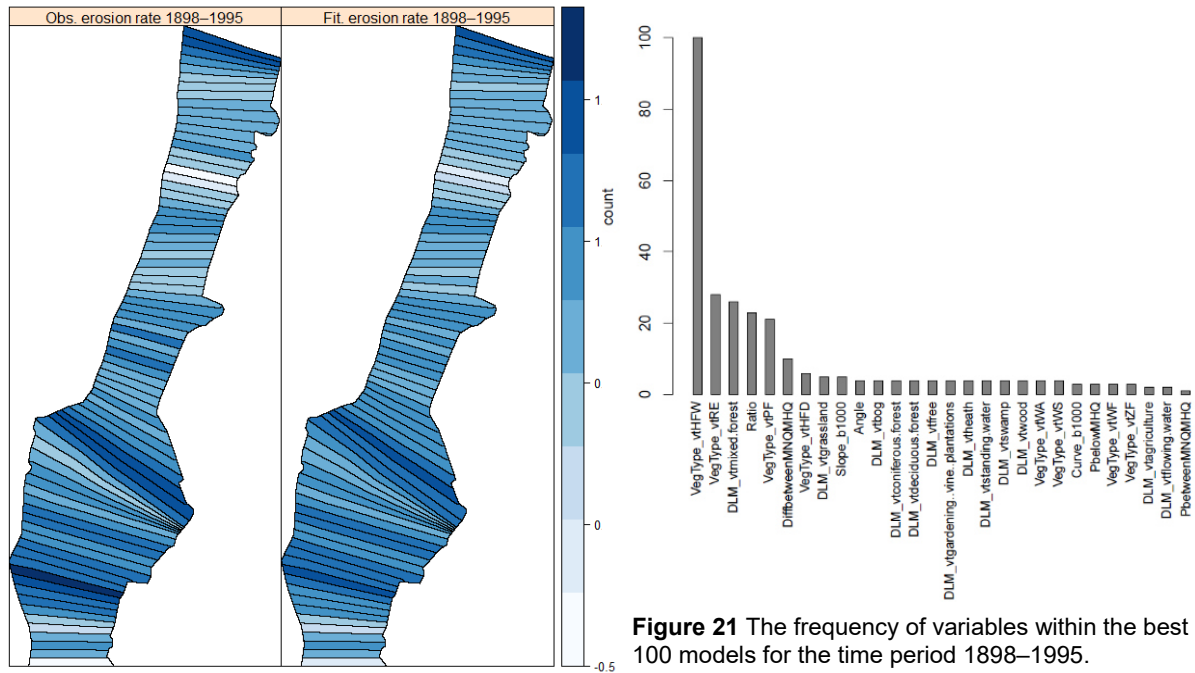 Obs. erosion rate 1898–1995
Fit. erosion rate 1898–1995
1
1
0
0
-0.5
count
100
80
60
40
20
0
VegType_vtHFW
VegType_vtRE
DLM_vtmixed.forest
Ratio
VegType_vtPF
DiffbetweenMNQMHQ
VegType_vtHFD
DLM_vtgrassland
Slope_b1000
Angle
DLM_vtbog
DLM_vtconiferous.forest
DLM_vtdeciduous.forest
DLM_vtfree
DLM_vtgardening..vine.plantations
DLM_vtheath
DLM_vtstanding.water
DLM_vtswamp
DLM_vtwood
VegType_vtWA
VegType_vtWS
Curve_b1000
PbelowMHQ
VegType_vtWF
VegType_vtZF
DLM_vtagriculture
DLM_vtflowing.water
PbetweenMNQMHQ
Figure 21 The frequency of variables within the best
100 models for the time period 1898–1995.